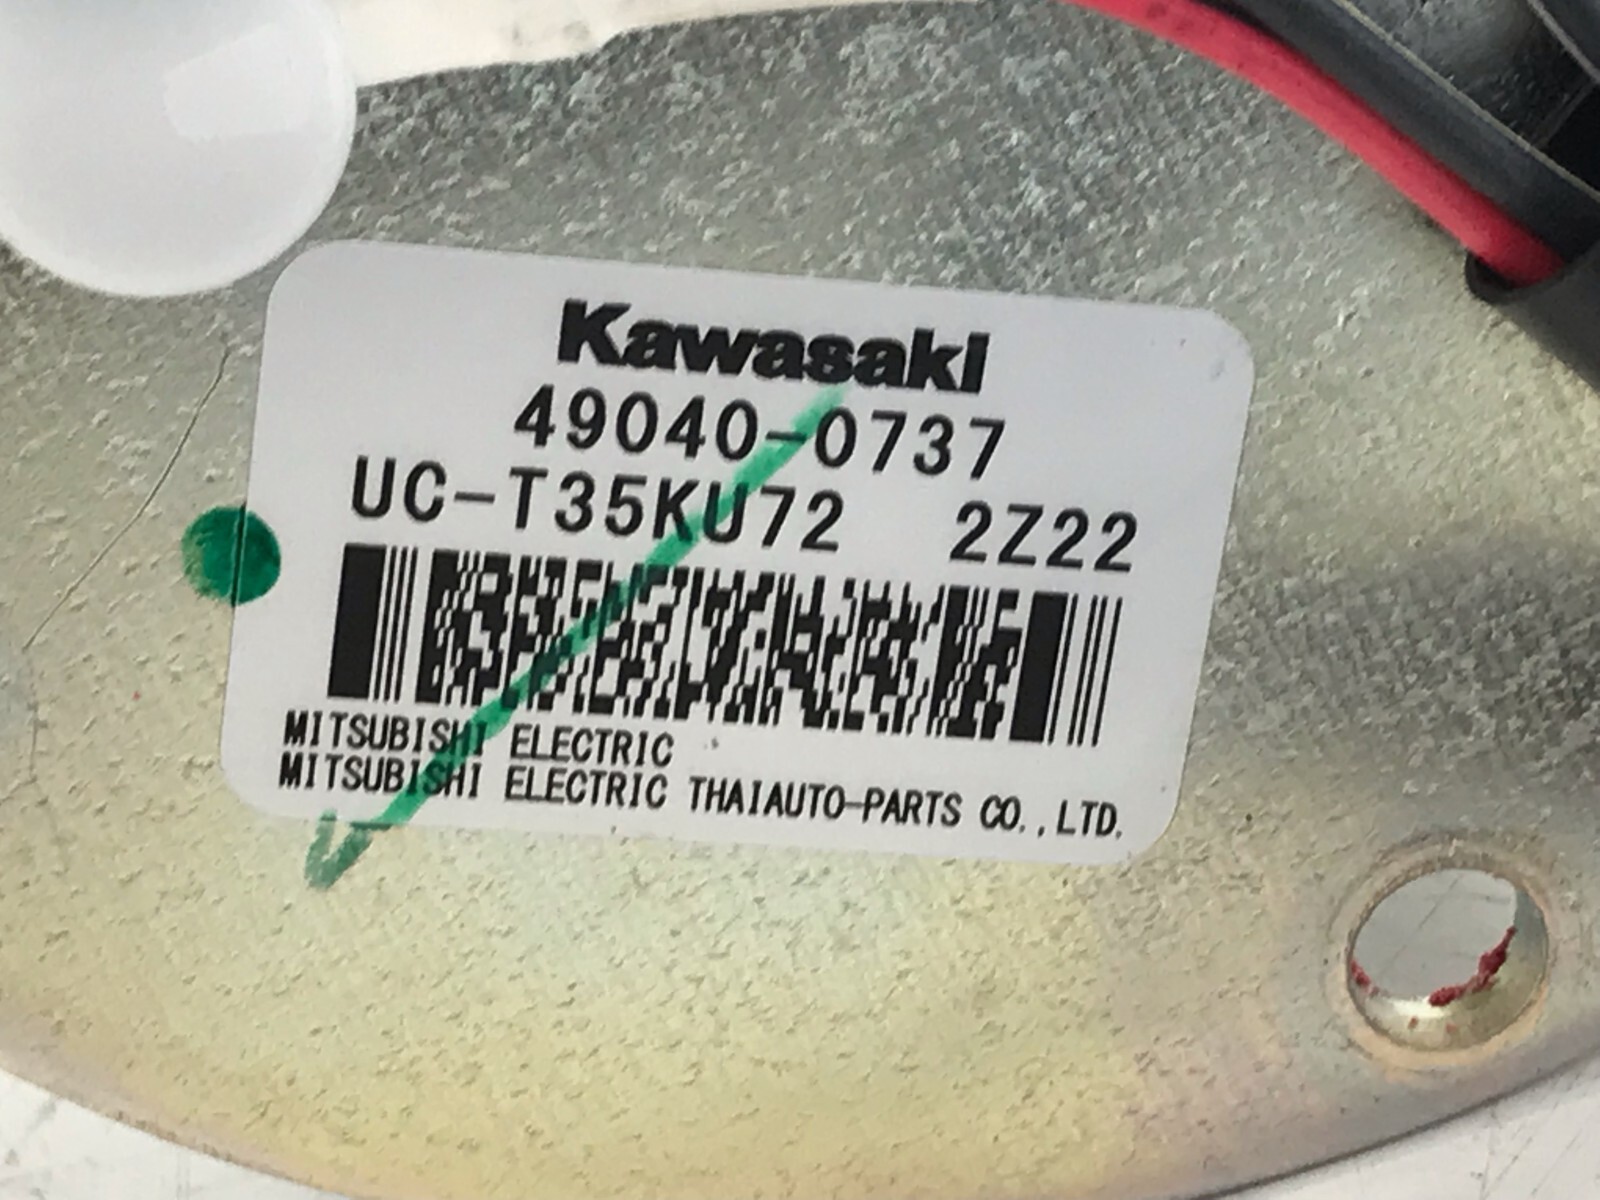 Kawasaki
49040-0737
UC-T35KU72 2Z22
MITSUBISHI ELECTRIC
MITSUBISHI ELECTRIC THAIAUTO-PARTS CO.,LTD.